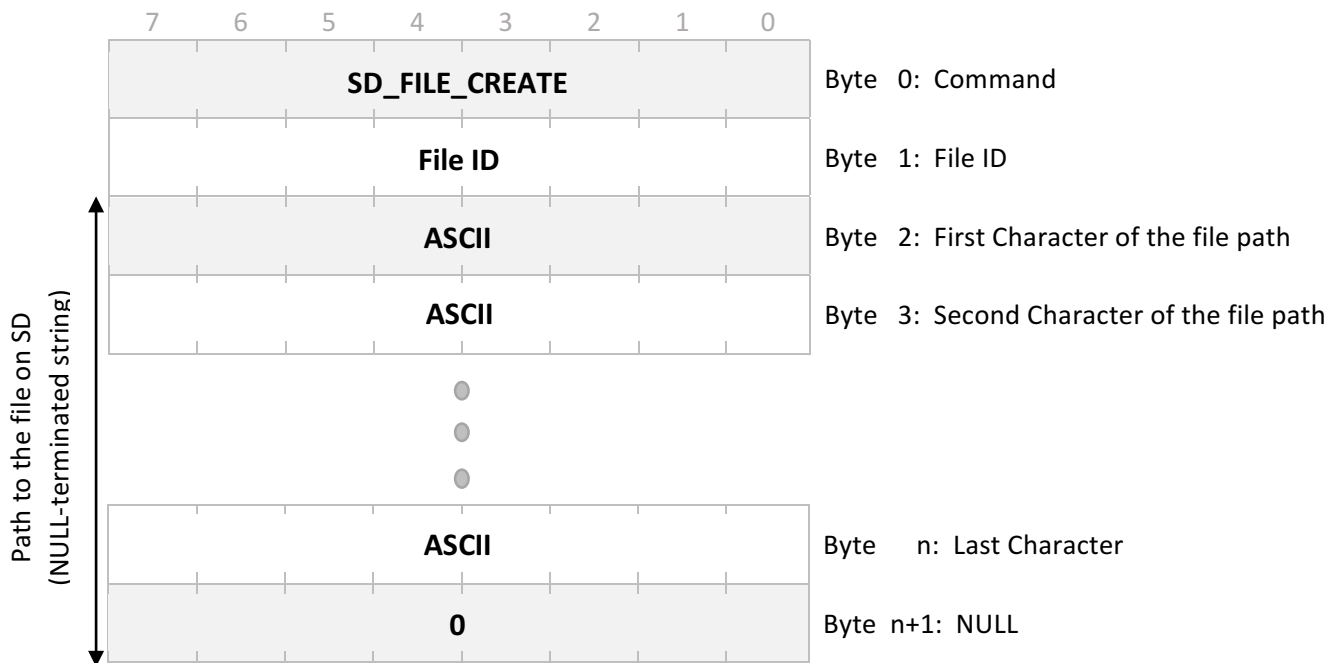 7 6 5 4 3 2 1 0
SD_FILE_CREATE
Byte 0: Command
File ID
Byte 1: File ID
ASCII
Byte 2: First Character of the file path
ASCII
Byte 3: Second Character of the file path
Path to the file on SD
(NULL-terminated string)
ASCII
Byte n: Last Character
0
Byte n+1: NULL